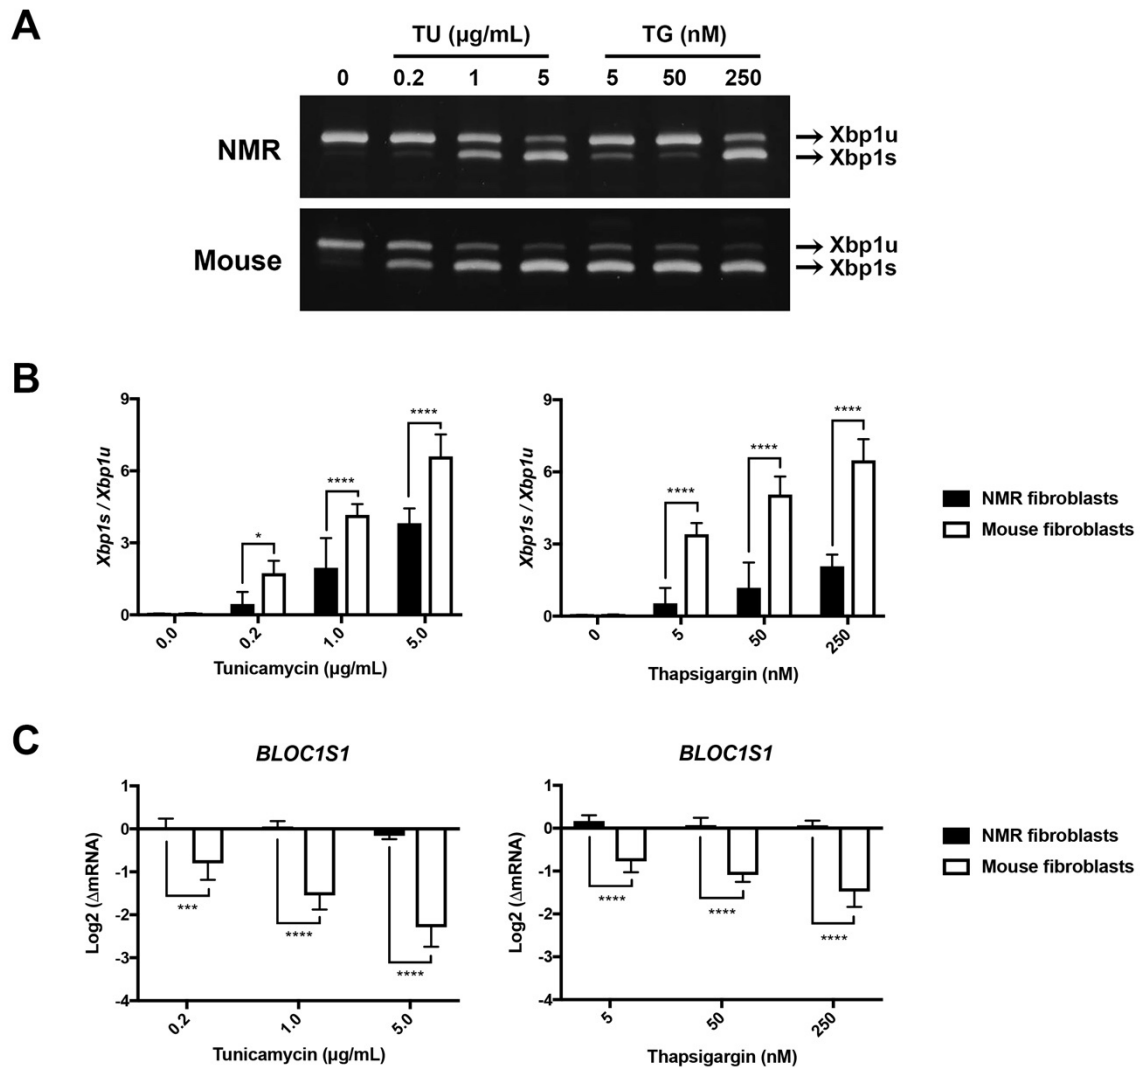 A
TU (µg/mL) TG (nM)
0 0.2 1 5 5 50 250
NMR
Xbp1u
Xbp1s
Mouse
Xbp1u
Xbp1s
B
9
6
3
0
Xbp1s / Xbp1u
*
****
****
0.0 0.2 1.0 5.0
Tunicamycin (µg/mL)
9
6
3
0
Xbp1s / Xbp1u
****
****
****
0 5 50 250
Thapsigargin (nM)
NMR fibroblasts
Mouse fibroblasts
C
BLOC1S1
1
0
-1
-2
-3
-4
Log2 (ΔmRNA)
***
****
****
0.2 1.0 5.0
Tunicamycin (µg/mL)
BLOC1S1
1
0
-1
-2
-3
-4
Log2 (ΔmRNA)
****
****
****
5 50 250
Thapsigargin (nM)
NMR fibroblasts
Mouse fibroblasts